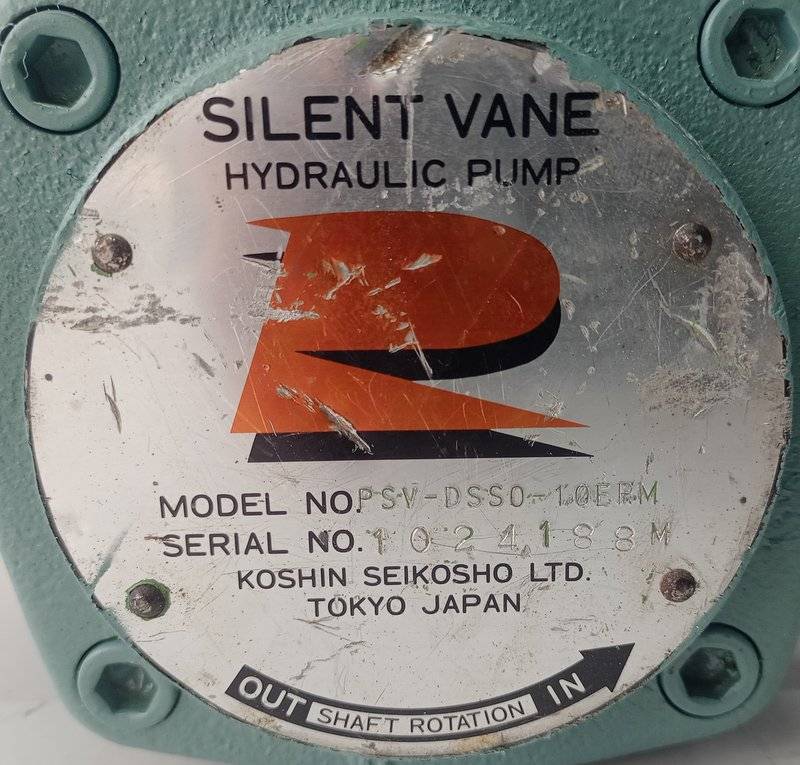 SILENT VANE
HYDRAULIC PUMP
MODEL NO. PSV-DSS0-10ERM
SERIAL NO. 1024188M
KOSHIN SEIKOSHO LTD.
TOKYO JAPAN
OUT SHAFT ROTATION IN